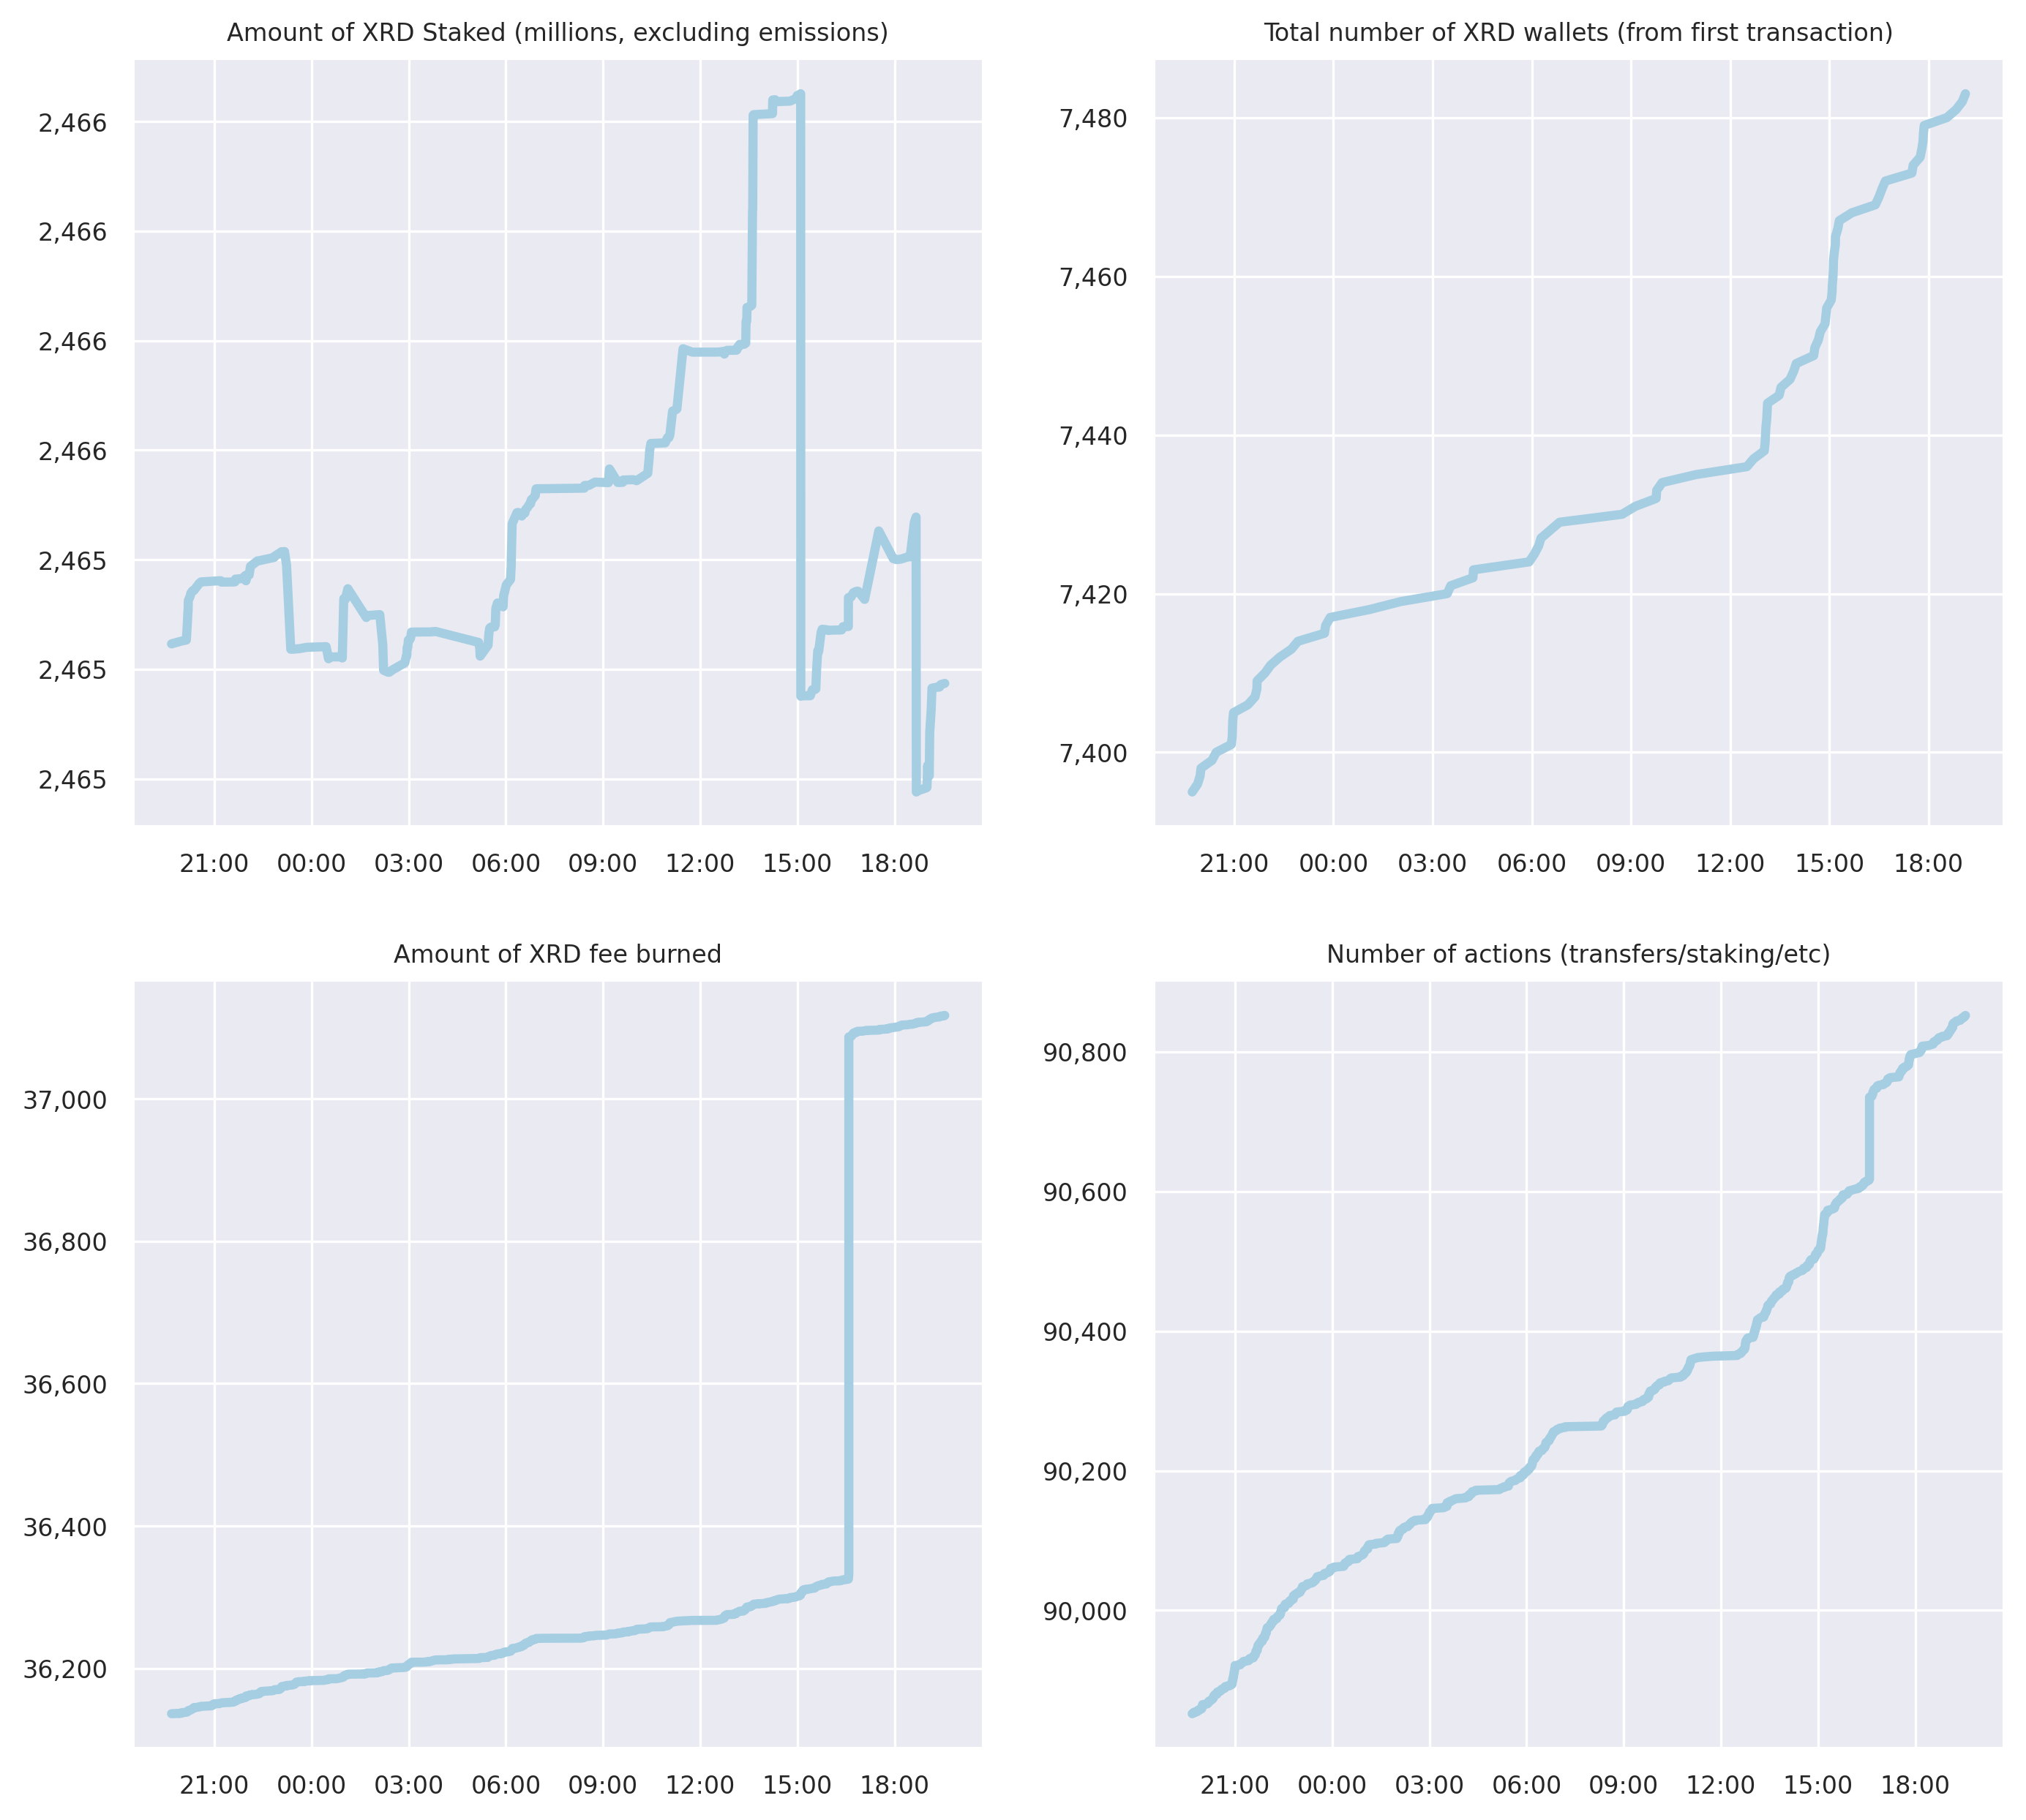 Amount of XRD Staked (millions, excluding emissions)
2,466
2,466
2,466
2,466
2,465
2,465
2,465
21:00 00:00 03:00 06:00 09:00 12:00 15:00 18:00
Total number of XRD wallets (from first transaction)
7,480
7,460
7,440
7,420
7,400
21:00 00:00 03:00 06:00 09:00 12:00 15:00 18:00
Amount of XRD fee burned
37,000
36,800
36,600
36,400
36,200
21:00 00:00 03:00 06:00 09:00 12:00 15:00 18:00
Number of actions (transfers/staking/etc)
90,800
90,600
90,400
90,200
90,000
21:00 00:00 03:00 06:00 09:00 12:00 15:00 18:00